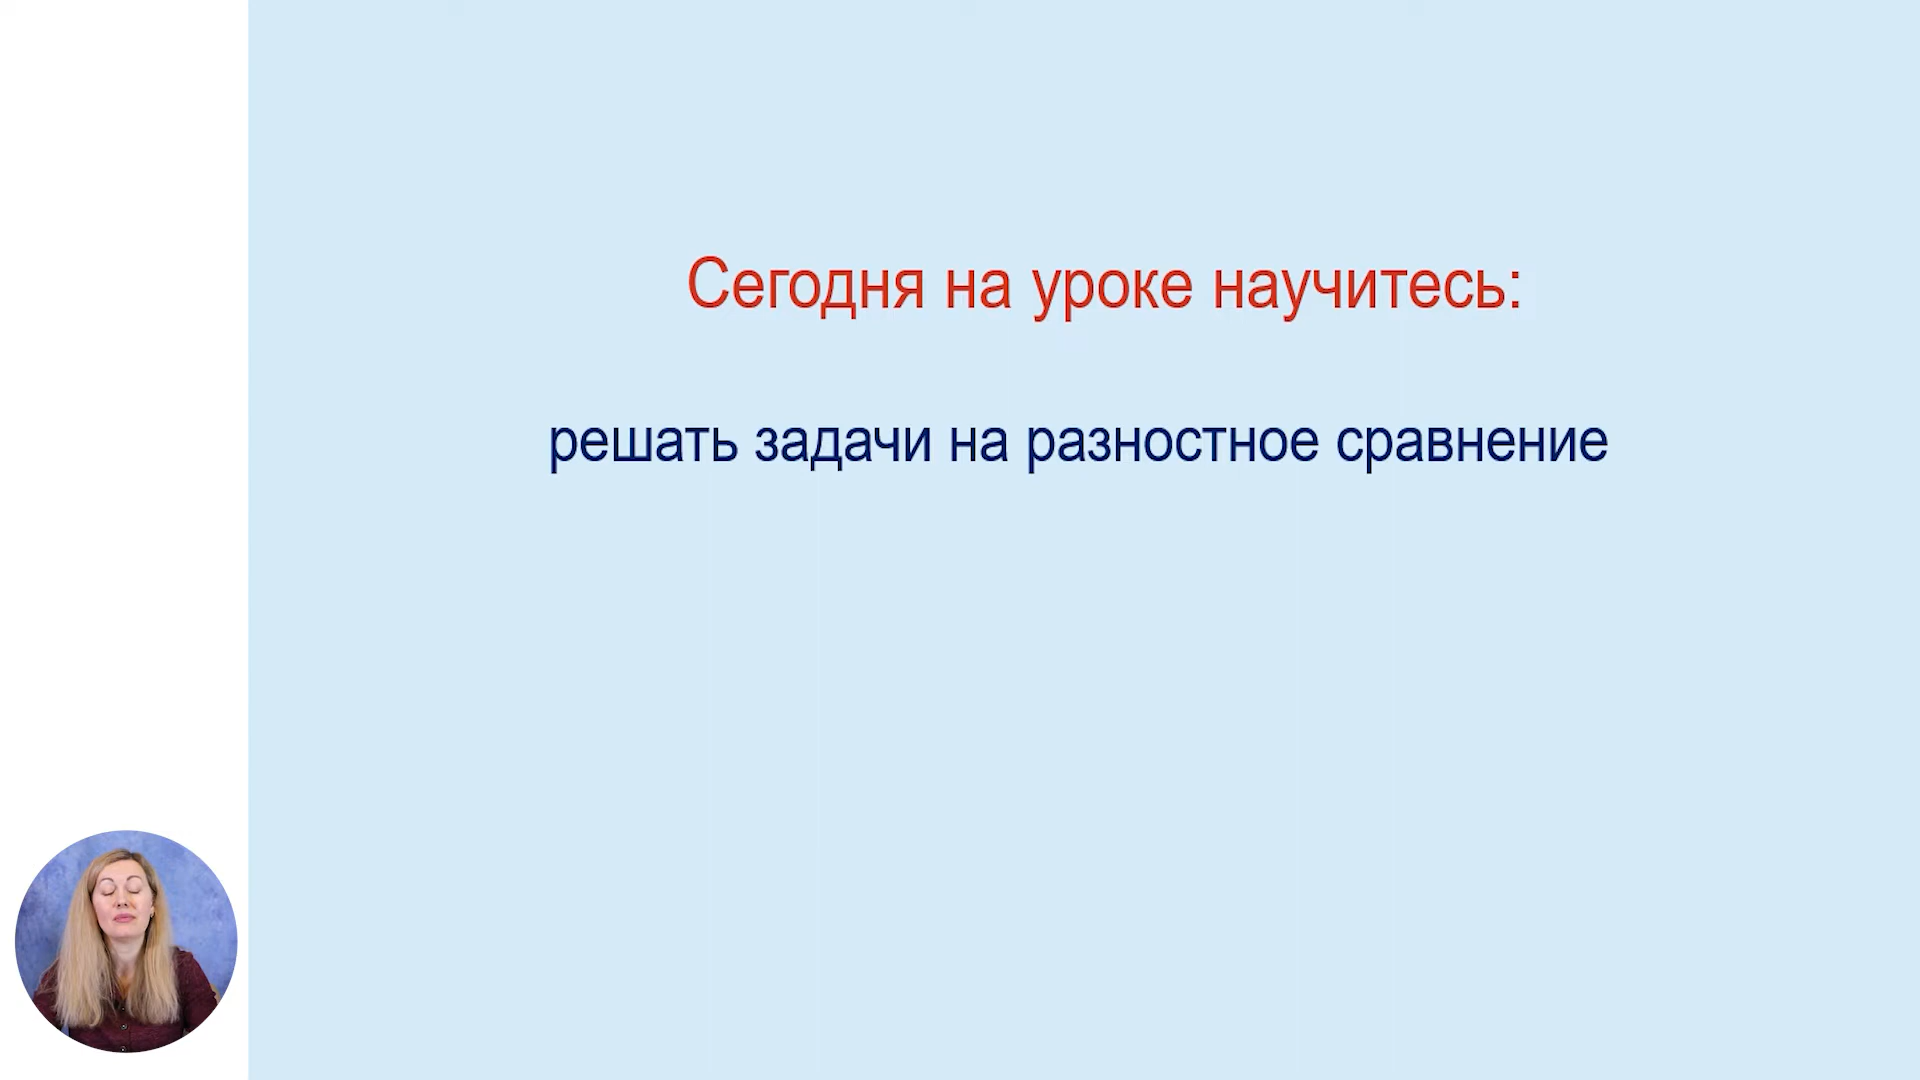 Сегодня на уроке научитесь:
решать задачи на разностное сравнение